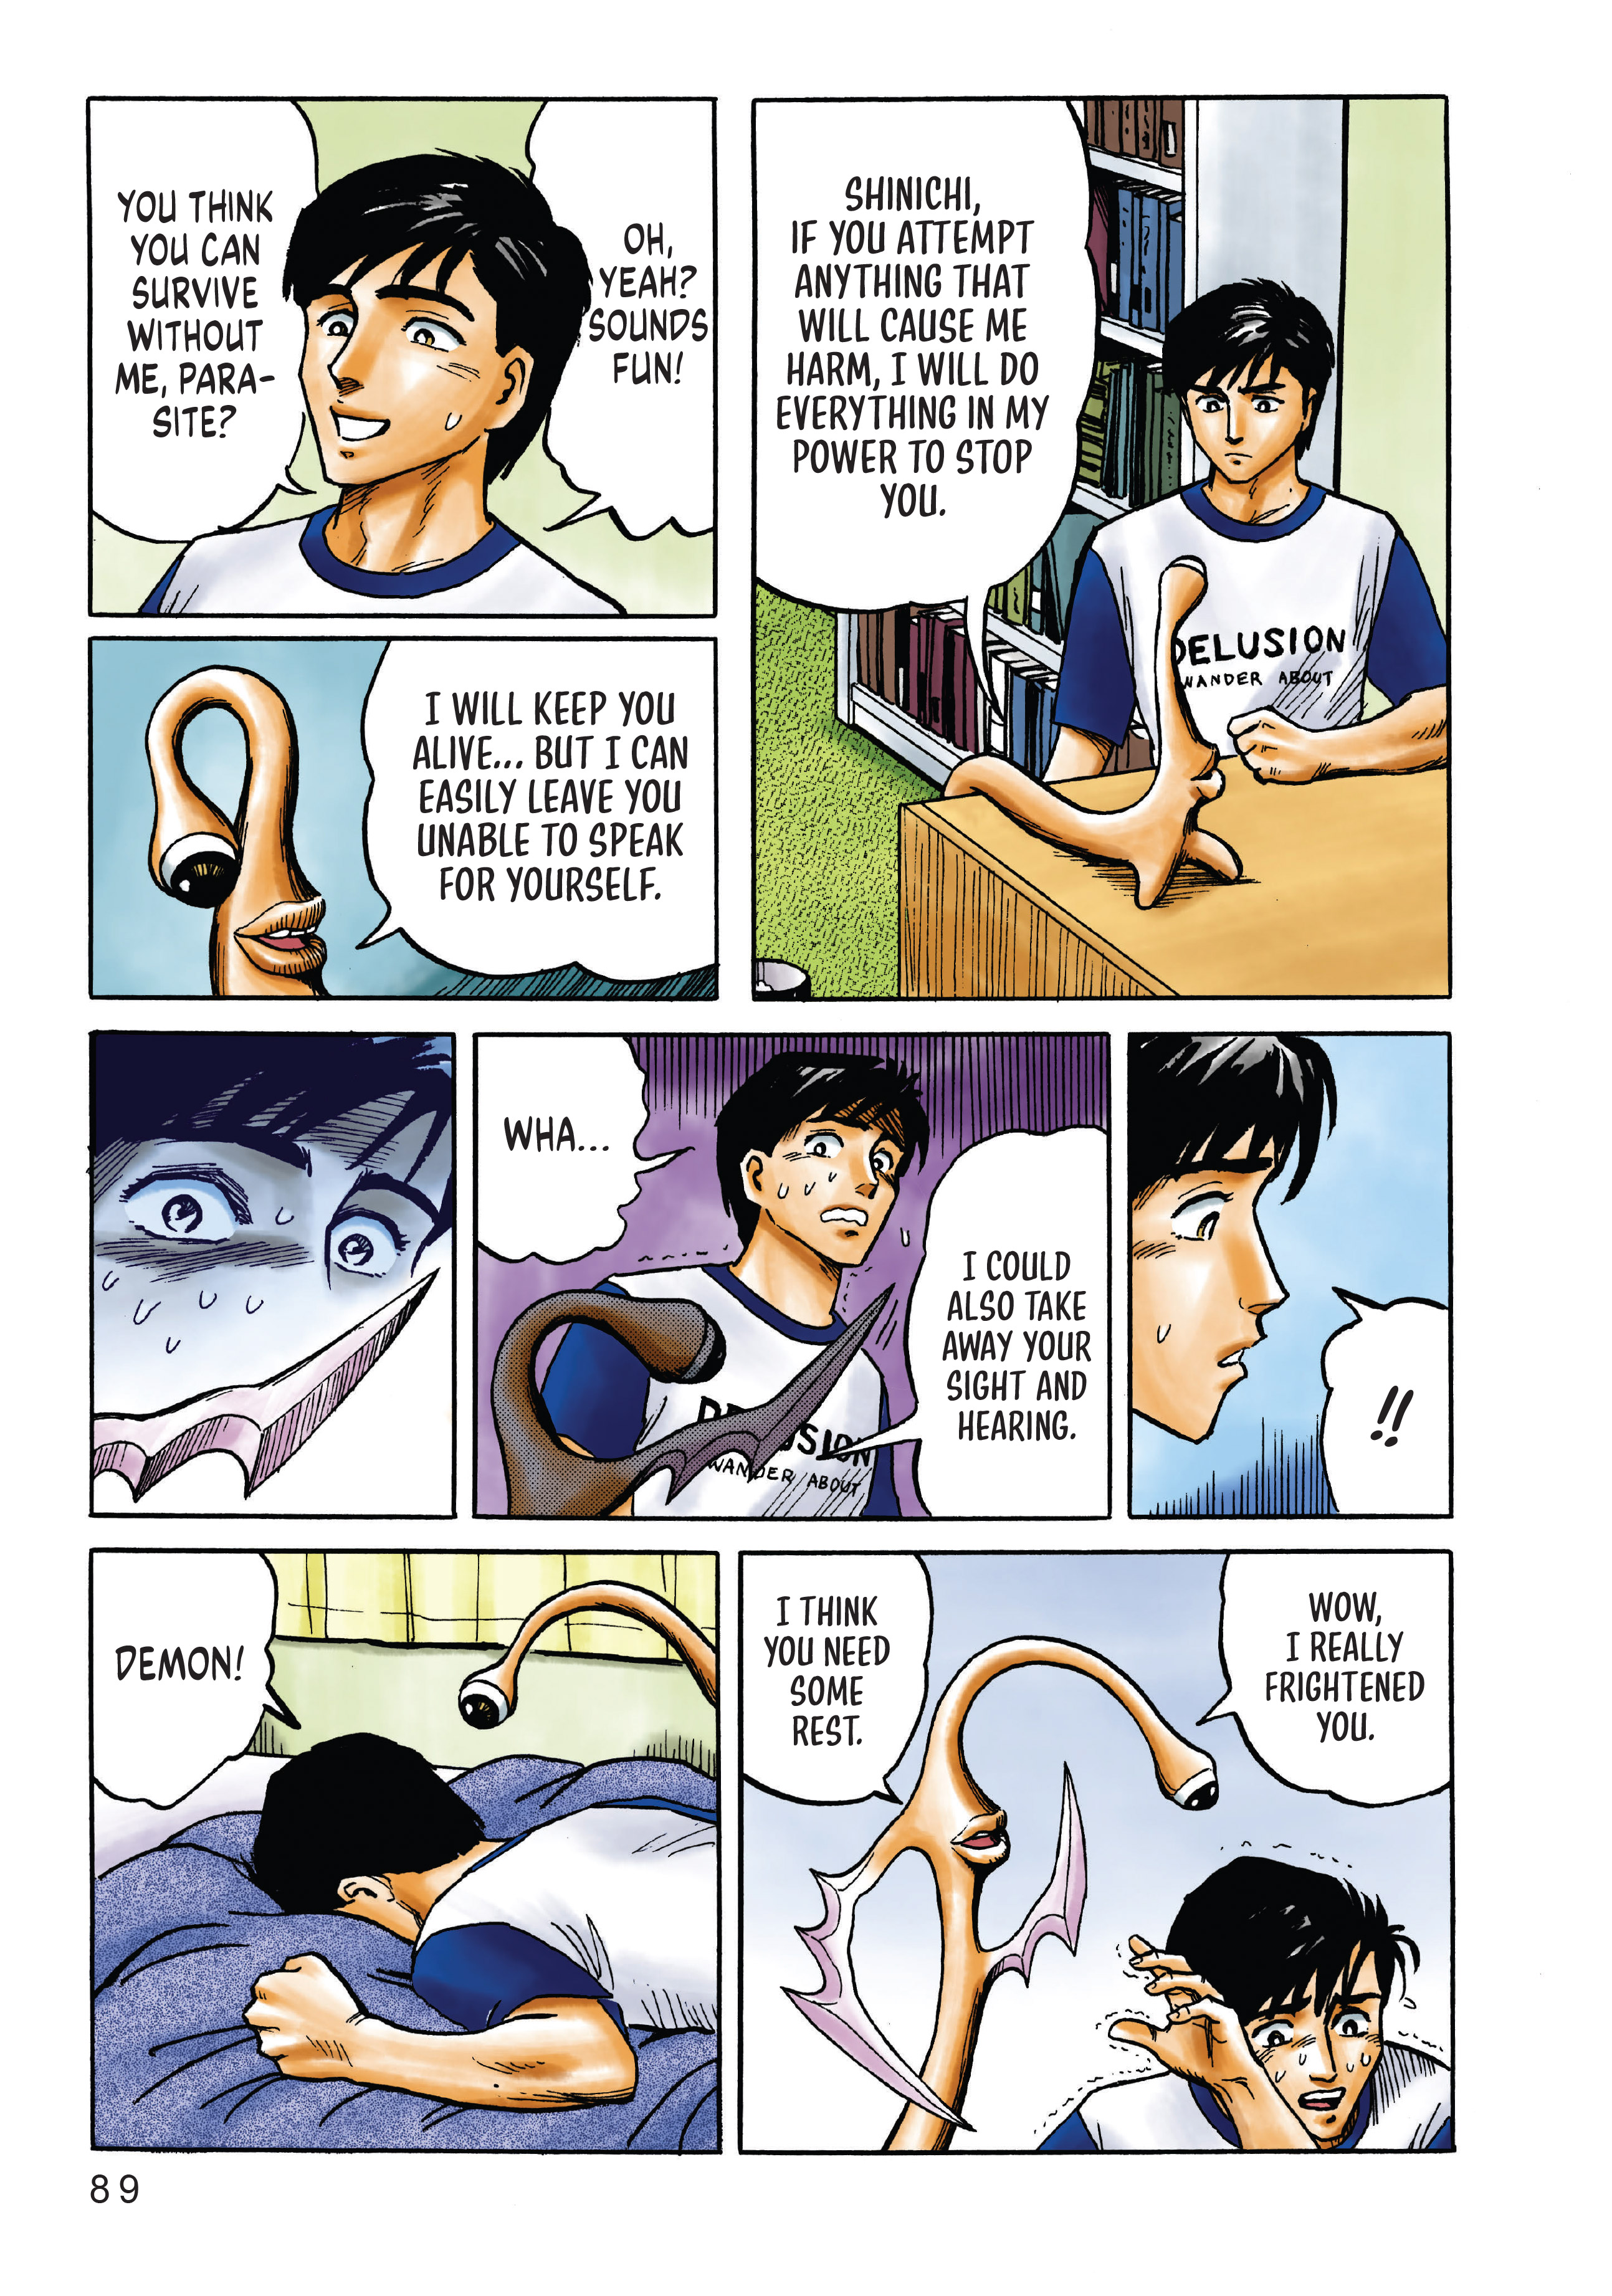 SHINICHI,
IF YOU ATTEMPT
ANYTHING THAT
WILL CAUSE ME
HARM, I WILL DO
EVERYTHING IN MY
POWER TO STOP
YOU.
DELUSION
WANDER ABOUT
OH,
YEAH?
SOUNDS
FUN!
YOU THINK
YOU CAN
SURVIVE
WITHOUT
ME, PARA-
SITE?
I WILL KEEP YOU
ALIVE... BUT I CAN
EASILY LEAVE YOU
UNABLE TO SPEAK
FOR YOURSELF.
!!
I COULD
ALSO TAKE
AWAY YOUR
SIGHT AND
HEARING.
WHA...
DELUSION
WANDER ABOUT
WOW,
I REALLY
FRIGHTENED
YOU.
I THINK
YOU NEED
SOME
REST.
DEMON!
89